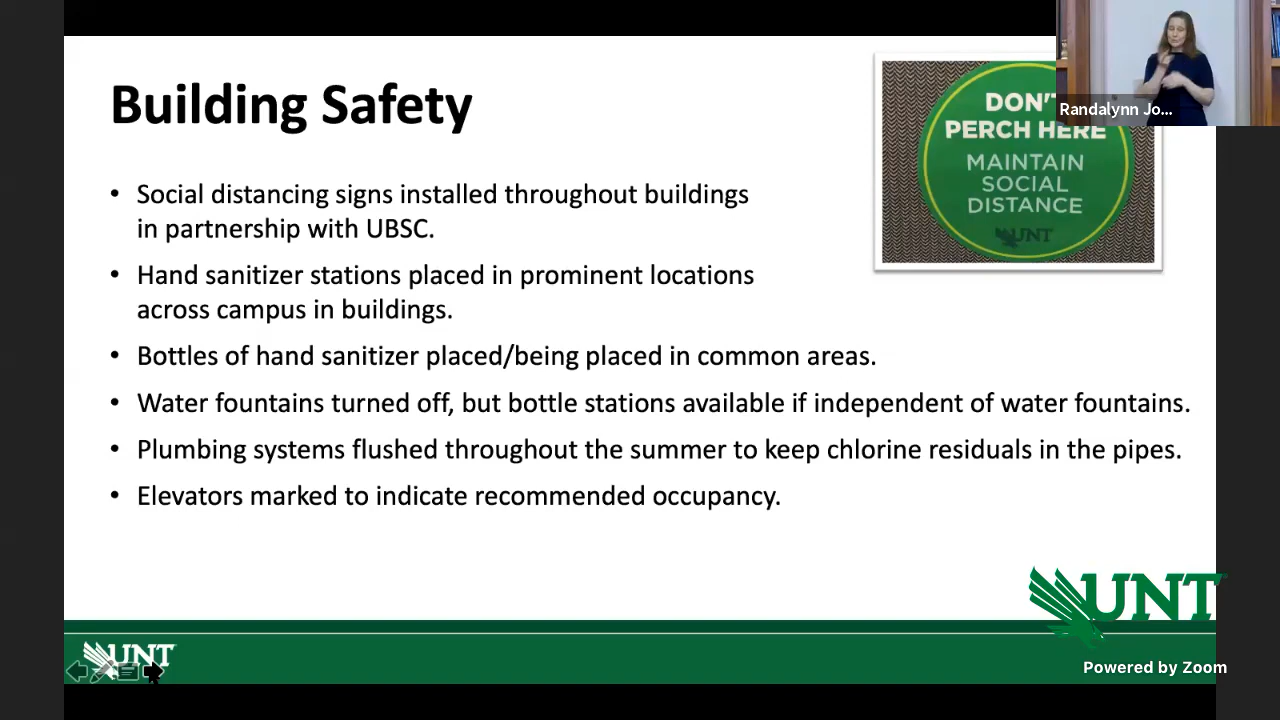 Building Safety
DON'T
PERCH HERE
MAINTAIN
SOCIAL
DISTANCE
UNT
Randalynn Jo...
• Social distancing signs installed throughout buildings
in partnership with UBSC.
• Hand sanitizer stations placed in prominent locations
across campus in buildings.
• Bottles of hand sanitizer placed/being placed in common areas.
• Water fountains turned off, but bottle stations available if independent of water fountains.
• Plumbing systems flushed throughout the summer to keep chlorine residuals in the pipes.
• Elevators marked to indicate recommended occupancy.
UNT
UNT
Powered by Zoom